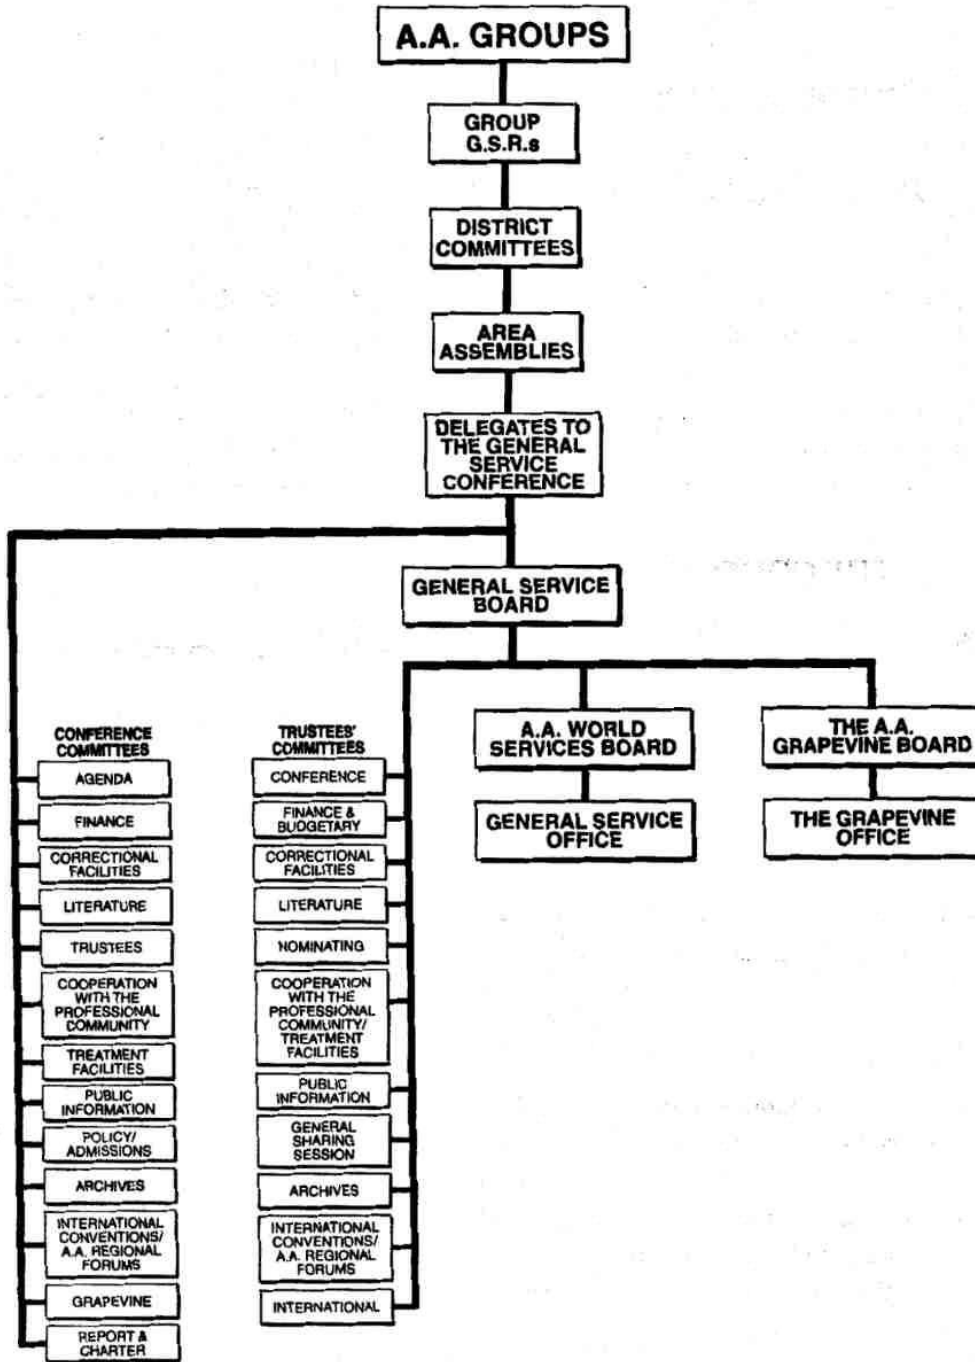 A.A. GROUPS
GROUP
G.S.R.s
DISTRICT
COMMITTEES
AREA
ASSEMBLIES
DELEGATES TO
THE GENERAL
SERVICE
CONFERENCE
GENERAL SERVICE
BOARD
CONFERENCE
COMMITTEES
AGENDA
FINANCE
CORRECTIONAL
FACILITIES
LITERATURE
TRUSTEES
COOPERATION
WITH THE
PROFESSIONAL
COMMUNITY
TREATMENT
FACILITIES
PUBLIC
INFORMATION
POLICY/
ADMISSIONS
ARCHIVES
INTERNATIONAL
CONVENTIONS/
A.A. REGIONAL
FORUMS
GRAPEVINE
REPORT &
CHARTER
TRUSTEES'
COMMITTEES
CONFERENCE
FINANCE &
BUDGETARY
CORRECTIONAL
FACILITIES
LITERATURE
NOMINATING
COOPERATION
WITH THE
PROFESSIONAL
COMMUNITY/
TREATMENT
FACILITIES
PUBLIC
INFORMATION
GENERAL
SHARING
SESSION
ARCHIVES
INTERNATIONAL
CONVENTIONS/
A.A. REGIONAL
FORUMS
INTERNATIONAL
A.A. WORLD
SERVICES BOARD
GENERAL SERVICE
OFFICE
THE A.A.
GRAPEVINE BOARD
THE GRAPEVINE
OFFICE